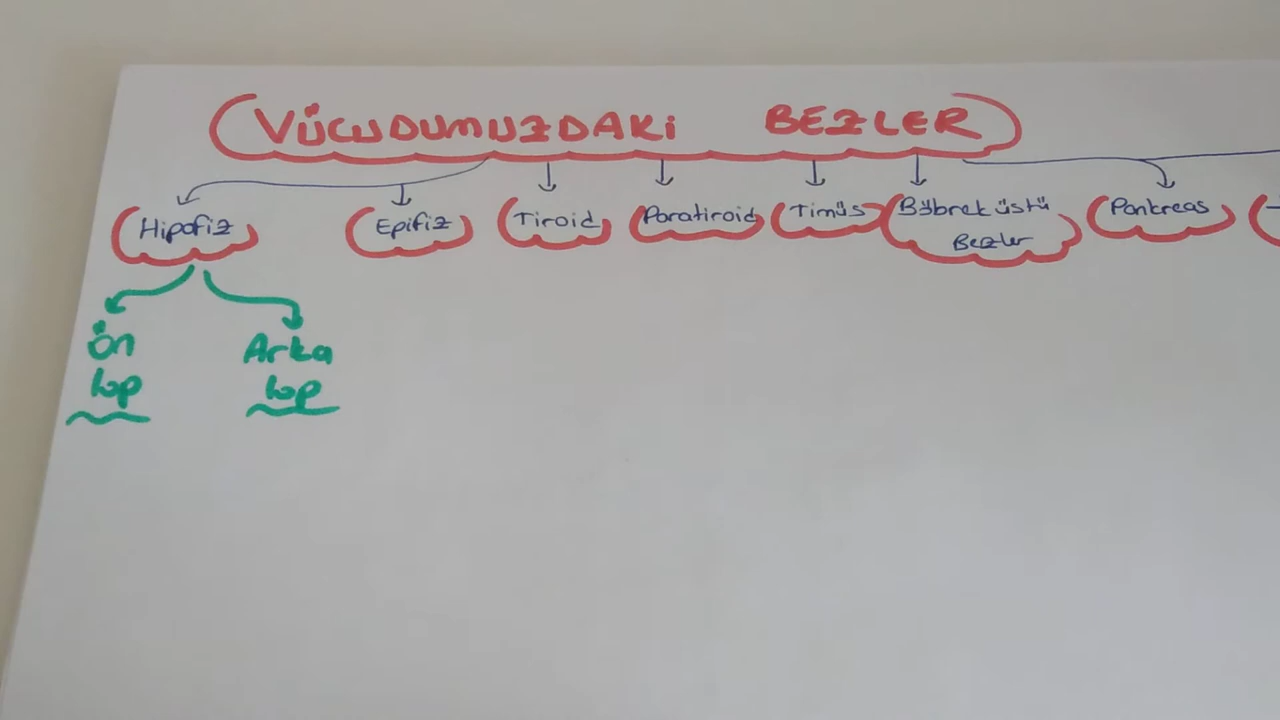 VÜCUDUMUZDAKİ BEZLER
Hipofiz
Epifiz
Tiroid
Paratiroid
Timüs
Böbrek üstü
Bezler
Pankreas
Ön
lop
Arka
lop